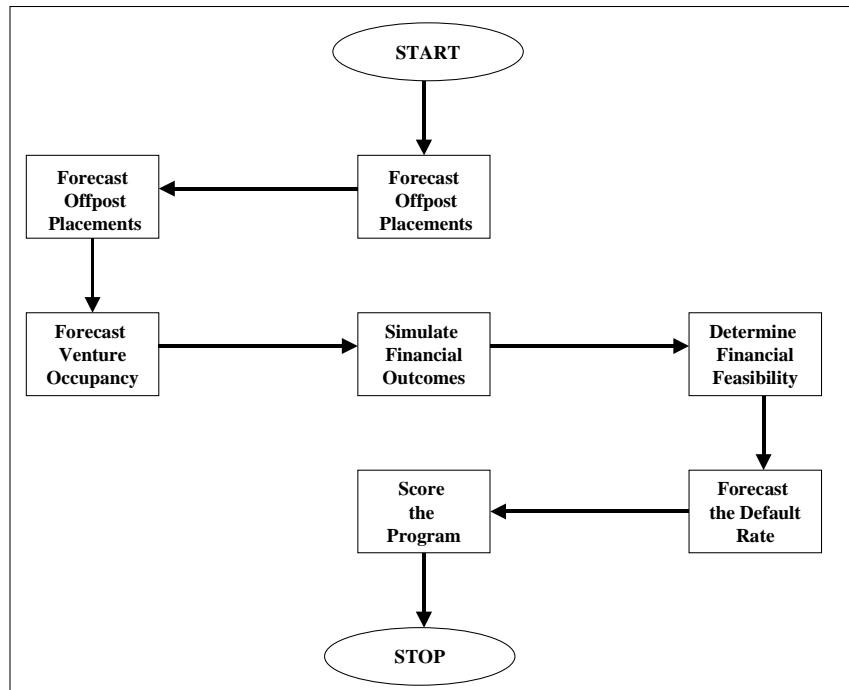 START
Forecast
Offpost
Placements
Forecast
Offpost
Placements
Forecast
Venture
Occupancy
Simulate
Financial
Outcomes
Determine
Financial
Feasibility
Forecast
the Default
Rate
Score
the
Program
STOP